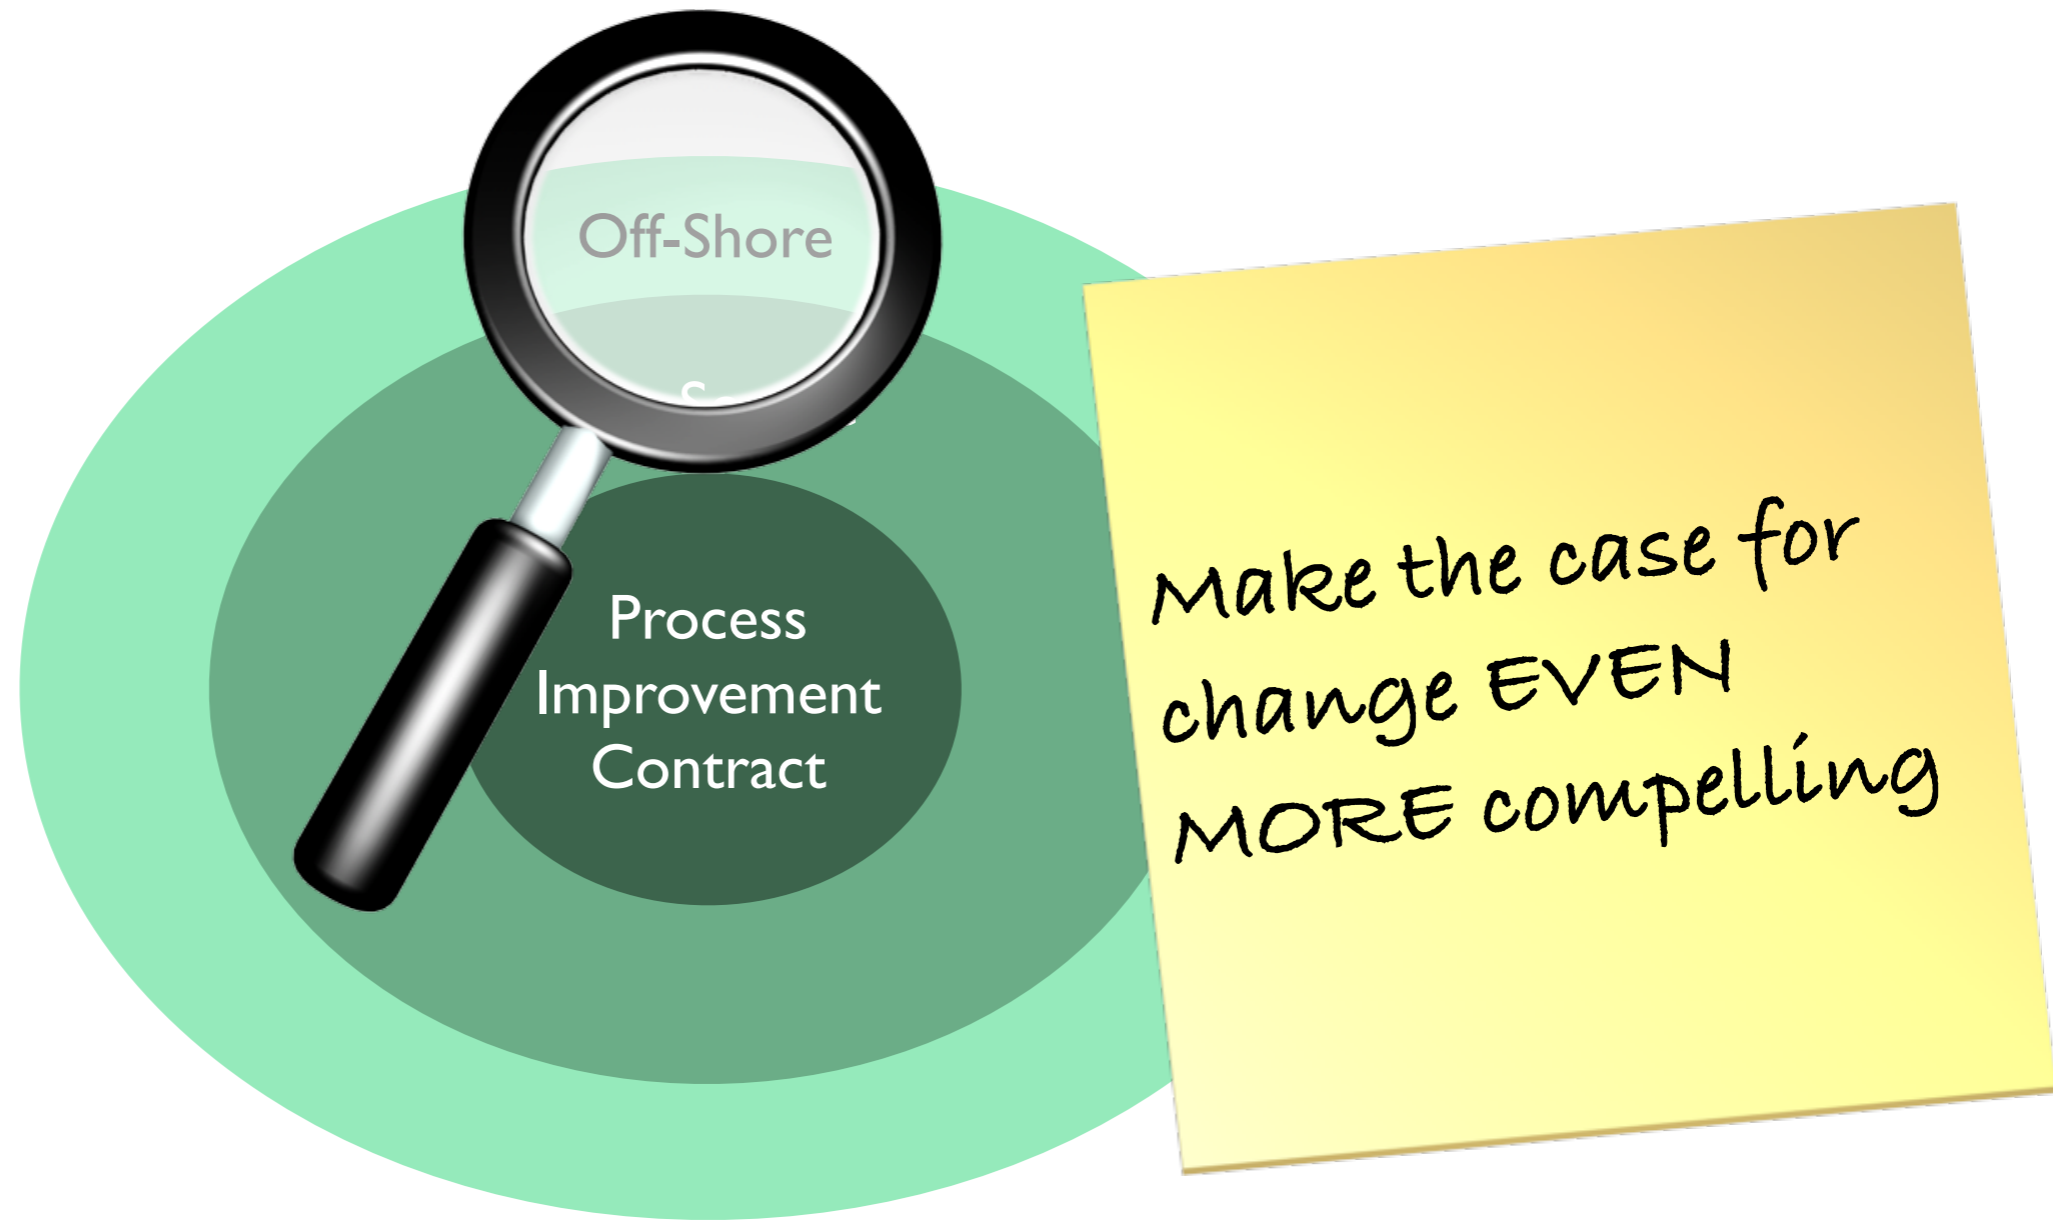 Off-Shore
Process
Improvement
Contract
Make the case for
change EVEN
MORE compelling